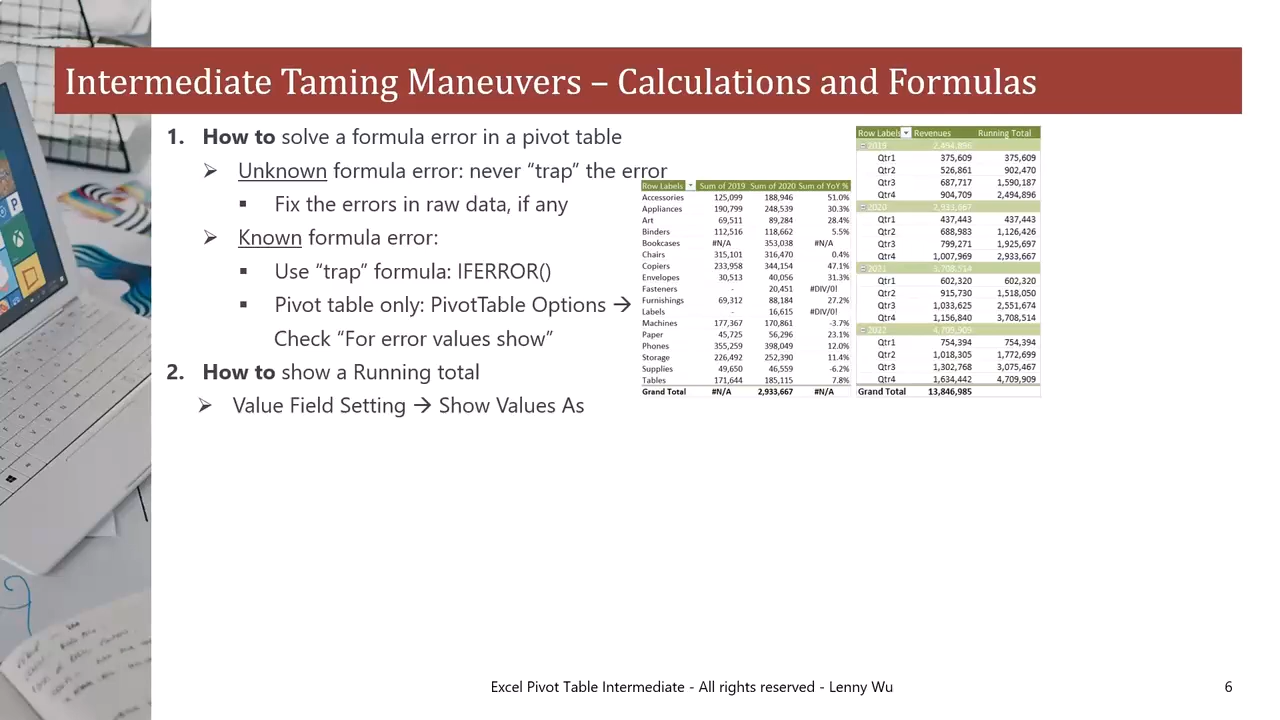 Intermediate Taming Maneuvers – Calculations and Formulas
1. How to solve a formula error in a pivot table
➢ Unknown formula error: never “trap” the error
▪ Fix the errors in raw data, if any
➢ Known formula error:
▪ Use “trap” formula: IFERROR()
▪ Pivot table only: PivotTable Options →
Check “For error values show”
2. How to show a Running total
➢ Value Field Setting → Show Values As
Row Labels Sum of 2019 Sum of 2020 Sum of YoY %
Accessories 125,099 188,946 51.0%
Appliances 190,799 248,539 30.3%
Art 69,511 89,284 28.4%
Binders 112,516 118,662 5.5%
Bookcases #N/A 353,038 #N/A
Chairs 315,101 316,470 0.4%
Copiers 233,958 344,154 47.1%
Envelopes 30,513 40,056 31.3%
Fasteners - 20,451 #DIV/0!
Furnishings 69,312 88,184 27.2%
Labels - 16,615 #DIV/0!
Machines 177,367 170,861 -3.7%
Paper 45,725 56,296 23.1%
Phones 355,259 398,049 12.0%
Storage 226,492 252,390 11.4%
Supplies 49,650 46,559 -6.2%
Tables 171,644 185,115 7.8%
Grand Total #N/A 2,933,667 #N/A
Row Labels Revenues Running Total
2019 2,494,896
Qtr1 375,609 375,609
Qtr2 526,861 902,470
Qtr3 687,717 1,590,187
Qtr4 904,709 2,494,896
2020 2,933,667
Qtr1 437,443 437,443
Qtr2 688,983 1,126,426
Qtr3 799,271 1,925,697
Qtr4 1,007,969 2,933,667
2021 3,708,514
Qtr1 602,320 602,320
Qtr2 915,730 1,518,050
Qtr3 1,033,625 2,551,674
Qtr4 1,156,840 3,708,514
2022 4,709,909
Qtr1 754,394 754,394
Qtr2 1,018,305 1,772,699
Qtr3 1,302,768 3,075,467
Qtr4 1,634,442 4,709,909
Grand Total 13,846,985
Excel Pivot Table Intermediate - All rights reserved - Lenny Wu
6